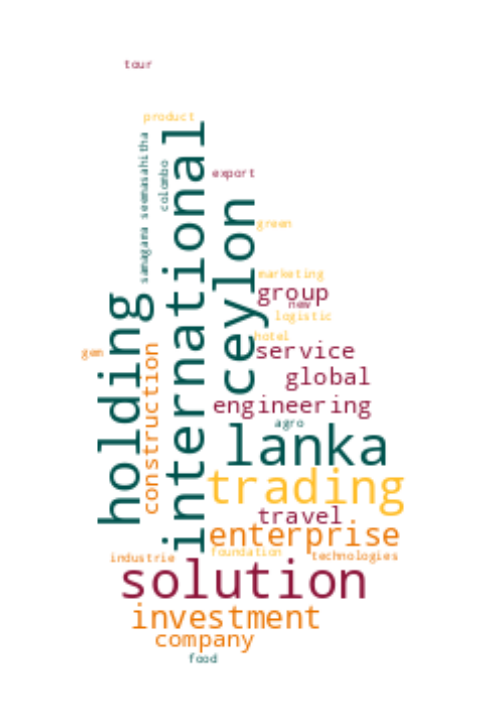 tour
product
samagara seemasahitha
colombo
international
export
ceylon
green
marketing
group
new
logistic
holding
hotel
gem
construction
service
global
engineering
agro
lanka
trading
travel
enterprise
foundation
industrie
technologies
solution
investment
company
food